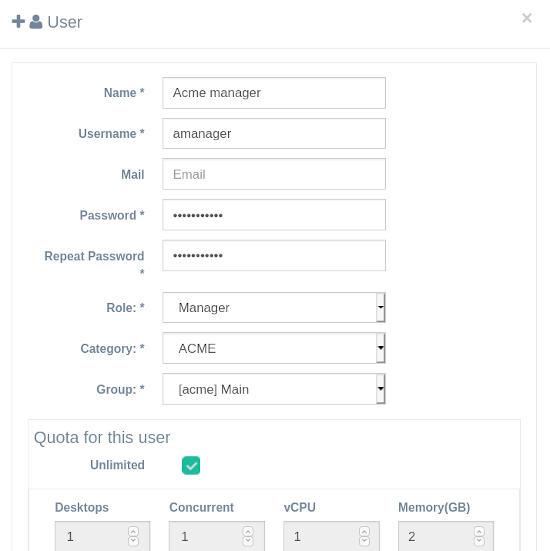 User
×
Name * Acme manager
Username * amanager
Mail Email
Password * •••••••••••
Repeat Password * •••••••••••
Role: * Manager
Category: * ACME
Group: * [acme] Main
Quota for this user
Unlimited
Desktops Concurrent vCPU Memory(GB)
1 1 1 2